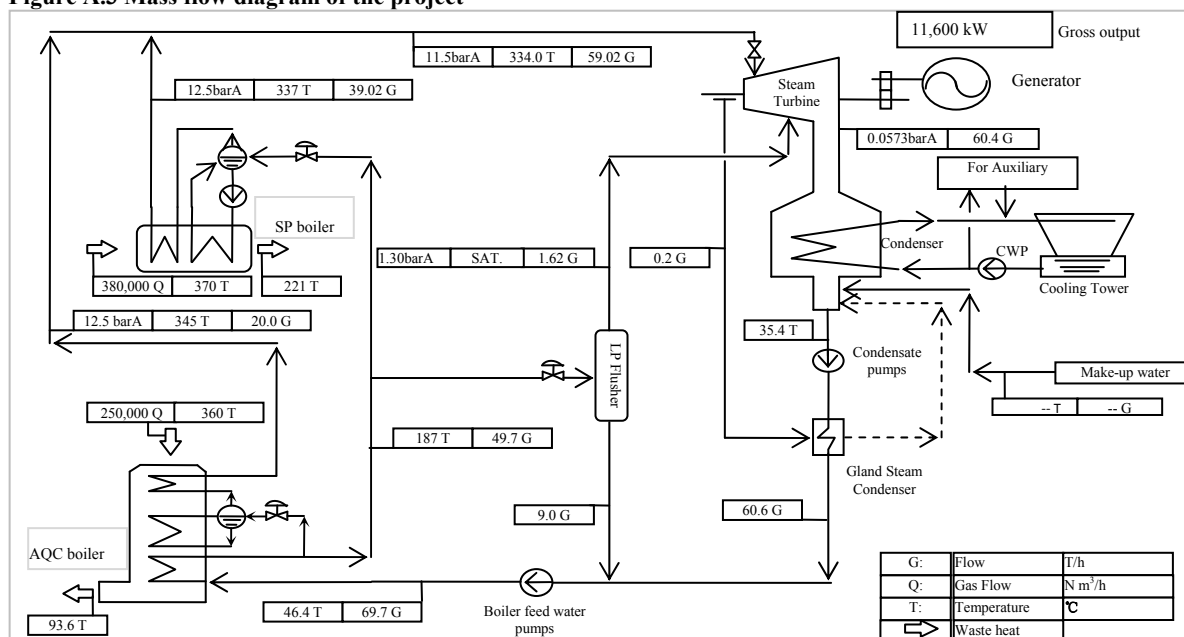 Figure A.3 Mass flow diagram of the project
11,600 kW
Gross output
11.5barA 334.0 T 59.02 G
Steam
Turbine
Generator
12.5barA 337 T 39.02 G
0.0573barA 60.4 G
For Auxiliary
SP boiler
1.30barA SAT. 1.62 G
0.2 G
Condenser
CWP
Cooling Tower
380,000 Q 370 T
221 T
12.5 barA 345 T 20.0 G
LP Flusher
35.4 T
Condensate
pumps
Make-up water
-- T -- G
250,000 Q 360 T
187 T 49.7 G
Gland Steam
Condenser
9.0 G
60.6 G
AQC boiler
93.6 T
46.4 T 69.7 G
Boiler feed water
pumps
G: Flow T/h
Q: Gas Flow N m³/h
T: Temperature ℃
Waste heat